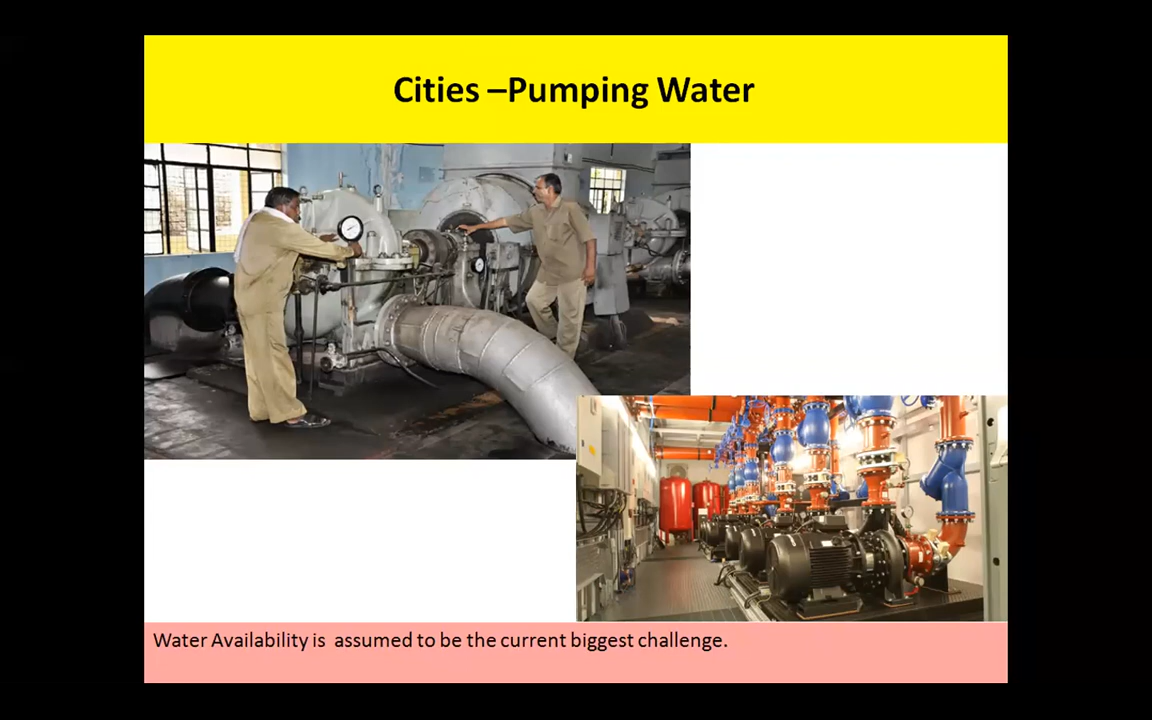 Cities –Pumping Water
Water Availability is  assumed to be the current biggest challenge.